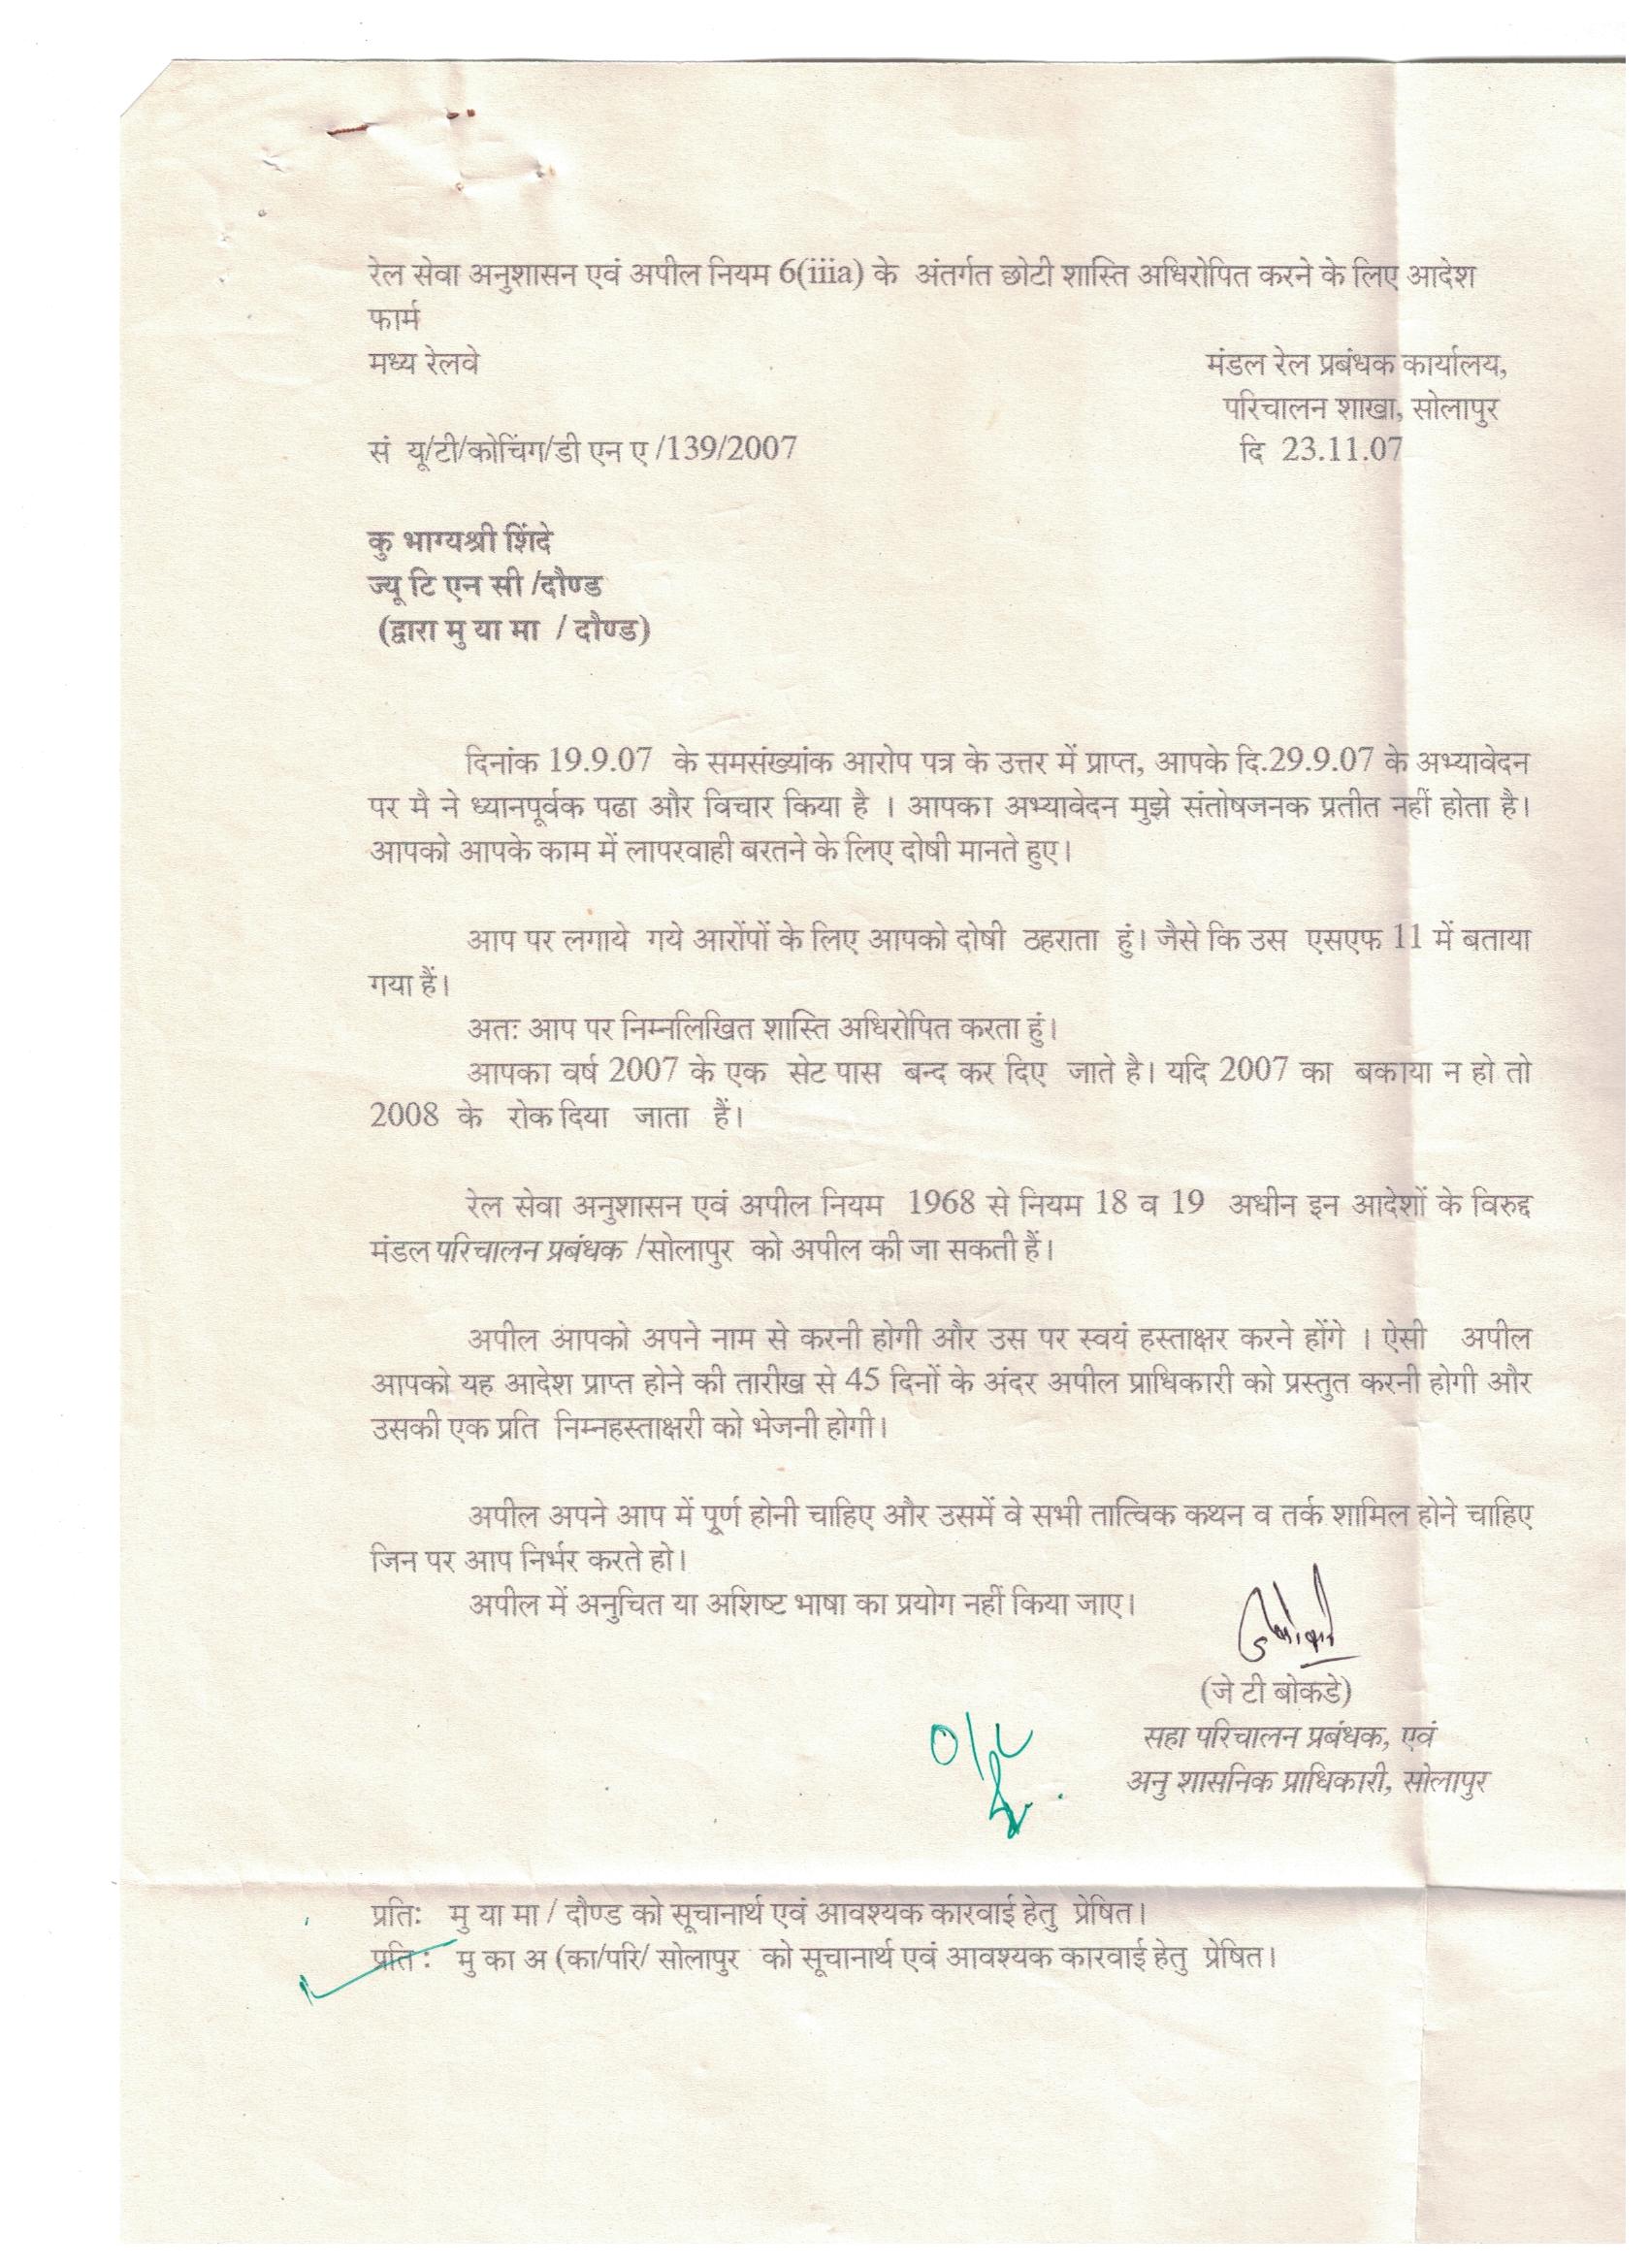 रेल सेवा अनुशासन एवं अपील नियम 6(iiia) के अंतर्गत छोटी शास्ति अधिरोपित करने के लिए आदेश
फार्म
मध्य रेलवे मंडल रेल प्रबंधक कार्यालय,
परिचालन शाखा, सोलापुर
सं यू/टी/कोचिंग/डी एन ए /139/2007 दि 23.11.07
कु भाग्यश्री शिंदे
ज्यू टि एन सी /दौण्ड
(द्वारा मु या मा / दौण्ड)
दिनांक 19.9.07 के समसंख्यांक आरोप पत्र के उत्तर में प्राप्त, आपके दि.29.9.07 के अभ्यावेदन
पर मै ने ध्यानपूर्वक पढा और विचार किया है । आपका अभ्यावेदन मुझे संतोषजनक प्रतीत नहीं होता है।
आपको आपके काम में लापरवाही बरतने के लिए दोषी मानते हुए।
आप पर लगाये गये आरोंपों के लिए आपको दोषी ठहराता हुं। जैसे कि उस एसएफ 11 में बताया
गया हैं।
अतः आप पर निम्नलिखित शास्ति अधिरोपित करता हुं।
आपका वर्ष 2007 के एक सेट पास बन्द कर दिए जाते है। यदि 2007 का बकाया न हो तो
2008 के रोक दिया जाता हैं।
रेल सेवा अनुशासन एवं अपील नियम 1968 से नियम 18 व 19 अधीन इन आदेशों के विरुद्द
मंडल परिचालन प्रबंधक /सोलापुर को अपील की जा सकती हैं।
अपील आपको अपने नाम से करनी होगी और उस पर स्वयं हस्ताक्षर करने होंगे । ऐसी अपील
आपको यह आदेश प्राप्त होने की तारीख से 45 दिनों के अंदर अपील प्राधिकारी को प्रस्तुत करनी होगी और
उसकी एक प्रति निम्नहस्ताक्षरी को भेजनी होगी।
अपील अपने आप में पूर्ण होनी चाहिए और उसमें वे सभी तात्विक कथन व तर्क शामिल होने चाहिए
जिन पर आप निर्भर करते हो।
अपील में अनुचित या अशिष्ट भाषा का प्रयोग नहीं किया जाए।
(जे टी बोकडे)
सहा परिचालन प्रबंधक, एवं
अनु शासनिक प्राधिकारी, सोलापुर
प्रतिः मु या मा / दौण्ड को सूचानार्थ एवं आवश्यक कारवाई हेतु प्रेषित।
प्रति : मु का अ (का/परि/ सोलापुर को सूचानार्थ एवं आवश्यक कारवाई हेतु प्रेषित।